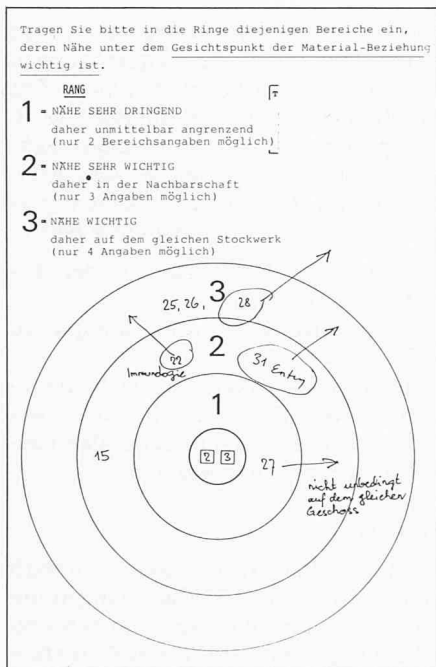 Tragen Sie bitte in die Ringe diejenigen Bereiche ein,
deren Nähe unter dem Gesichtspunkt der Material-Beziehung
wichtig ist.
RANG
1 = NÄHE SEHR DRINGEND
daher unmittelbar angrenzend
(nur 2 Bereichsangaben möglich)
2 = NÄHE SEHR WICHTIG
daher in der Nachbarschaft
(nur 3 Angaben möglich)
3 = NÄHE WICHTIG
daher auf dem gleichen Stockwerk
(nur 4 Angaben möglich)
3
25, 26, 28
2
22
Immunologie
31
1
15
2 3
27
nicht unbedingt
auf dem gleichen
Geschoss